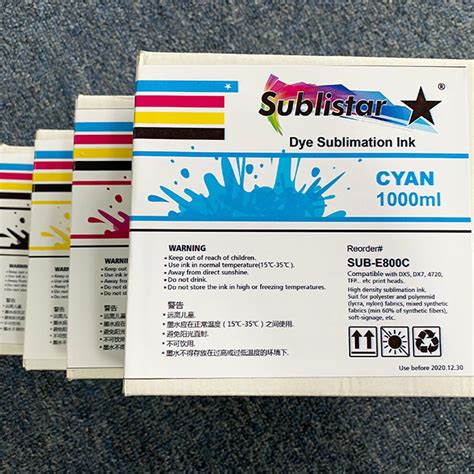 Sublistar ®
Dye Sublimation Ink
CYAN
1000ml
WARNING
Keep out of reach of children.
Use ink in normal temperature(15℃-35℃).
Away from direct sunshine.
Do not drink.
Do not store the ink in high or freezing temperatures.
警告
远离儿童.
墨水应在正常温度（15℃-35℃）之间使用.
避免阳光直射.
不可饮用.
墨水不得存放在过高或过低温度的环境下.
Reorder#
SUB-E800C
Compatible with DX5, DX7, 4720,
TFP... etc print heads.
High density sublimation ink.
Suit for polyester and polymmid
(lycra, nylon), mixed synthetic
fabrics (min 60% of synthetic fibers),
soft-signage, etc.
Use before 2020.12.30